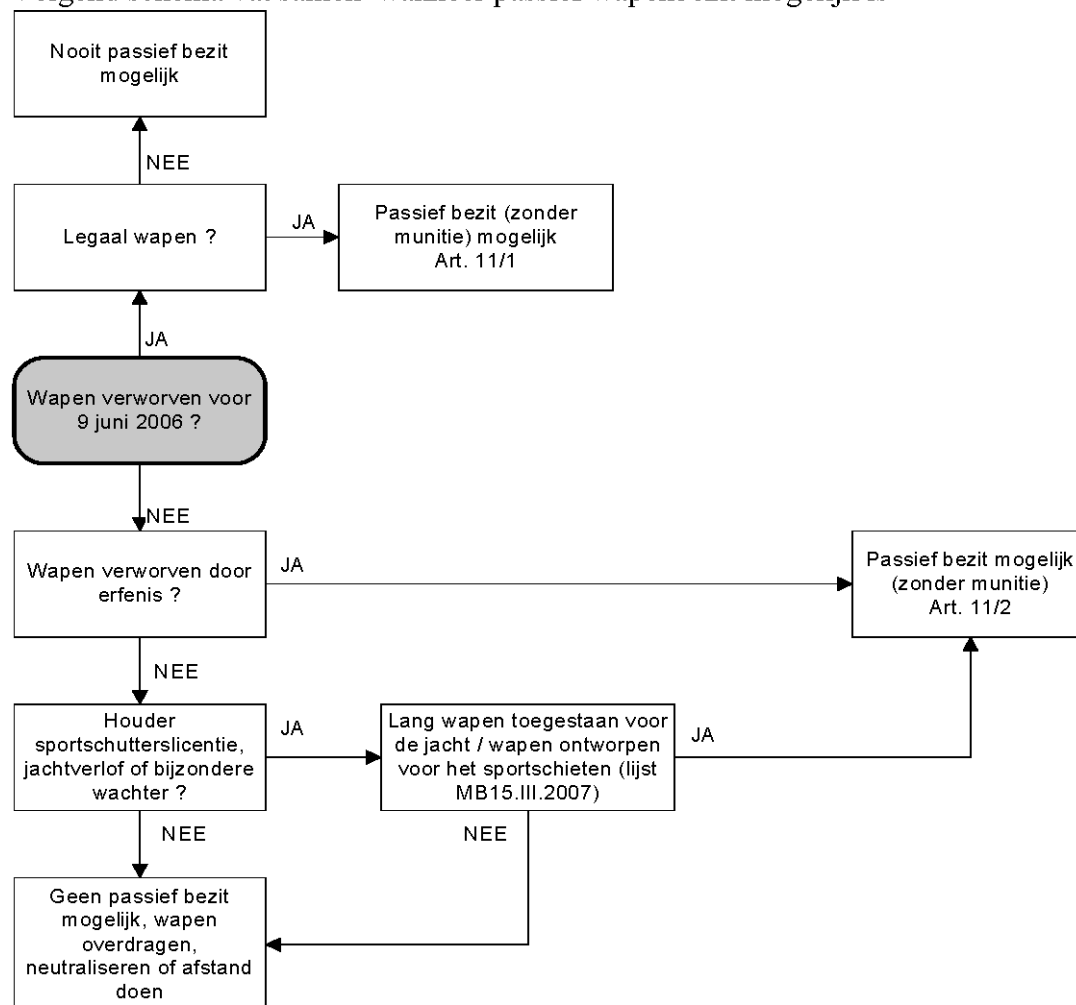 Nooit passief bezit
mogelijk
NEE
Legaal wapen ?
JA
Passief bezit (zonder
munitie) mogelijk
Art. 11/1
JA
Wapen verworven voor
9 juni 2006 ?
NEE
Wapen verworven door
erfenis ?
JA
Passief bezit mogelijk
(zonder munitie)
Art. 11/2
NEE
Houder
sportschutterslicentie,
jachtverlof of bijzondere
wachter ?
JA
Lang wapen toegestaan voor
de jacht / wapen ontworpen
voor het sportschieten (lijst
MB15.III.2007)
JA
NEE
NEE
Geen passief bezit
mogelijk, wapen
overdragen,
neutraliseren of afstand
doen